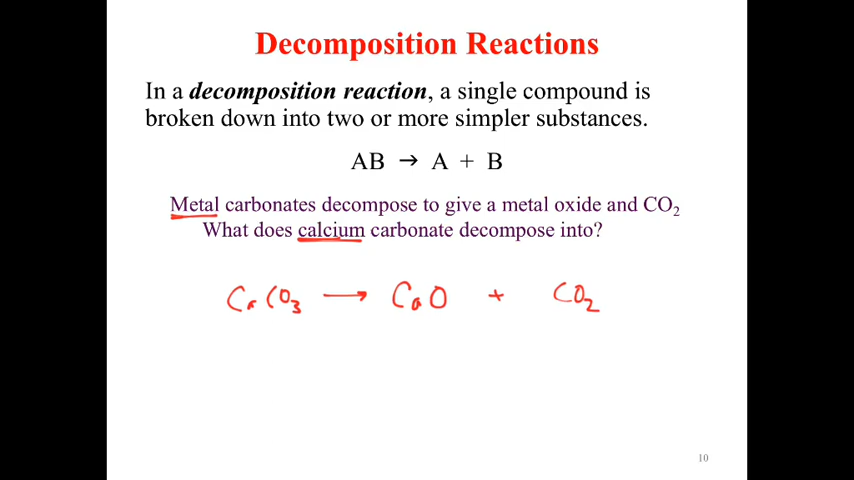 Decomposition Reactions
In a decomposition reaction, a single compound is
broken down into two or more simpler substances.
AB → A + B
Metal carbonates decompose to give a metal oxide and CO₂
What does calcium carbonate decompose into?
CaCO₃ → CaO + CO₂
10